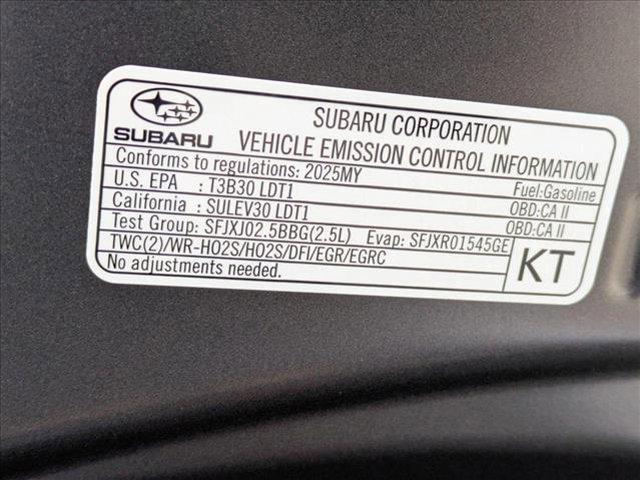 SUBARU
SUBARU CORPORATION
VEHICLE EMISSION CONTROL INFORMATION
Conforms to regulations: 2025MY
Fuel:Gasoline
U.S. EPA : T3B30 LDT1
OBD:CA II
California : SULEV30 LDT1
OBD:CA II
Test Group: SFJXJ02.5BBG(2.5L) Evap: SFJXR01545GE
TWC(2)/WR-HO2S/HO2S/DFI/EGR/EGRC
No adjustments needed.
KT